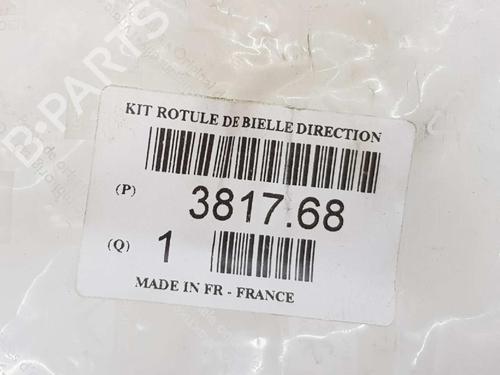 B-PARTS
KIT ROTULE DE BIELLE DIRECTION
(P) 3817.68
(Q) 1
MADE IN FR - FRANCE